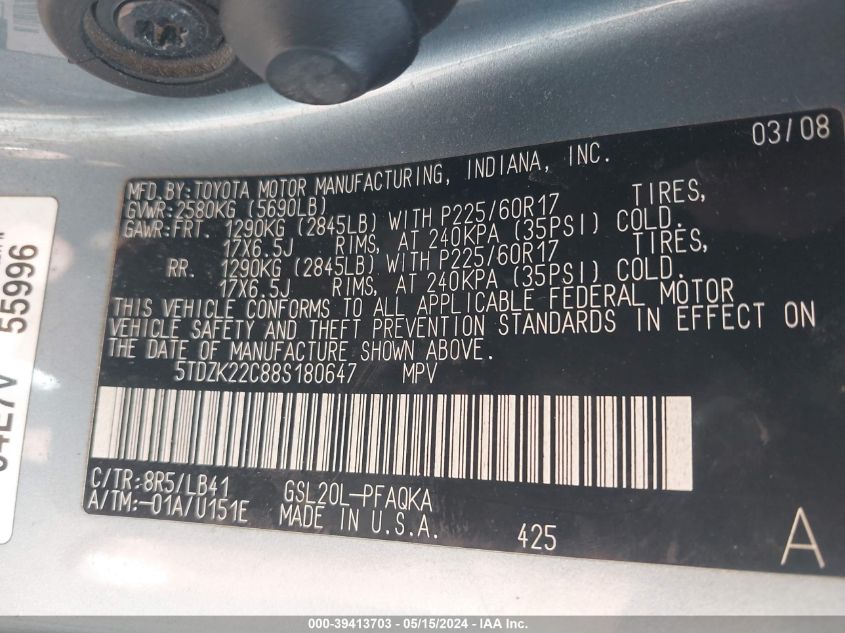 03/08
MFD.BY:TOYOTA MOTOR MANUFACTURING, INDIANA, INC.
GVWR:2580KG (5690LB)
GAWR:FRT. 1290KG (2845LB) WITH P225/60R17 TIRES,
17X6.5J RIMS, AT 240KPA (35PSI) COLD.
RR. 1290KG (2845LB) WITH P225/60R17 TIRES,
17X6.5J RIMS, AT 240KPA (35PSI) COLD.
THIS VEHICLE CONFORMS TO ALL APPLICABLE FEDERAL MOTOR
VEHICLE SAFETY AND THEFT PREVENTION STANDARDS IN EFFECT ON
THE DATE OF MANUFACTURE SHOWN ABOVE.
5TDZK22C88S180647 MPV
C/TR:8R5/LB41 GSL20L-PFAQKA
A/TM:-01A/U151E MADE IN U.S.A. 425 A
55996
000-39413703 - 05/15/2024 - IAA Inc.